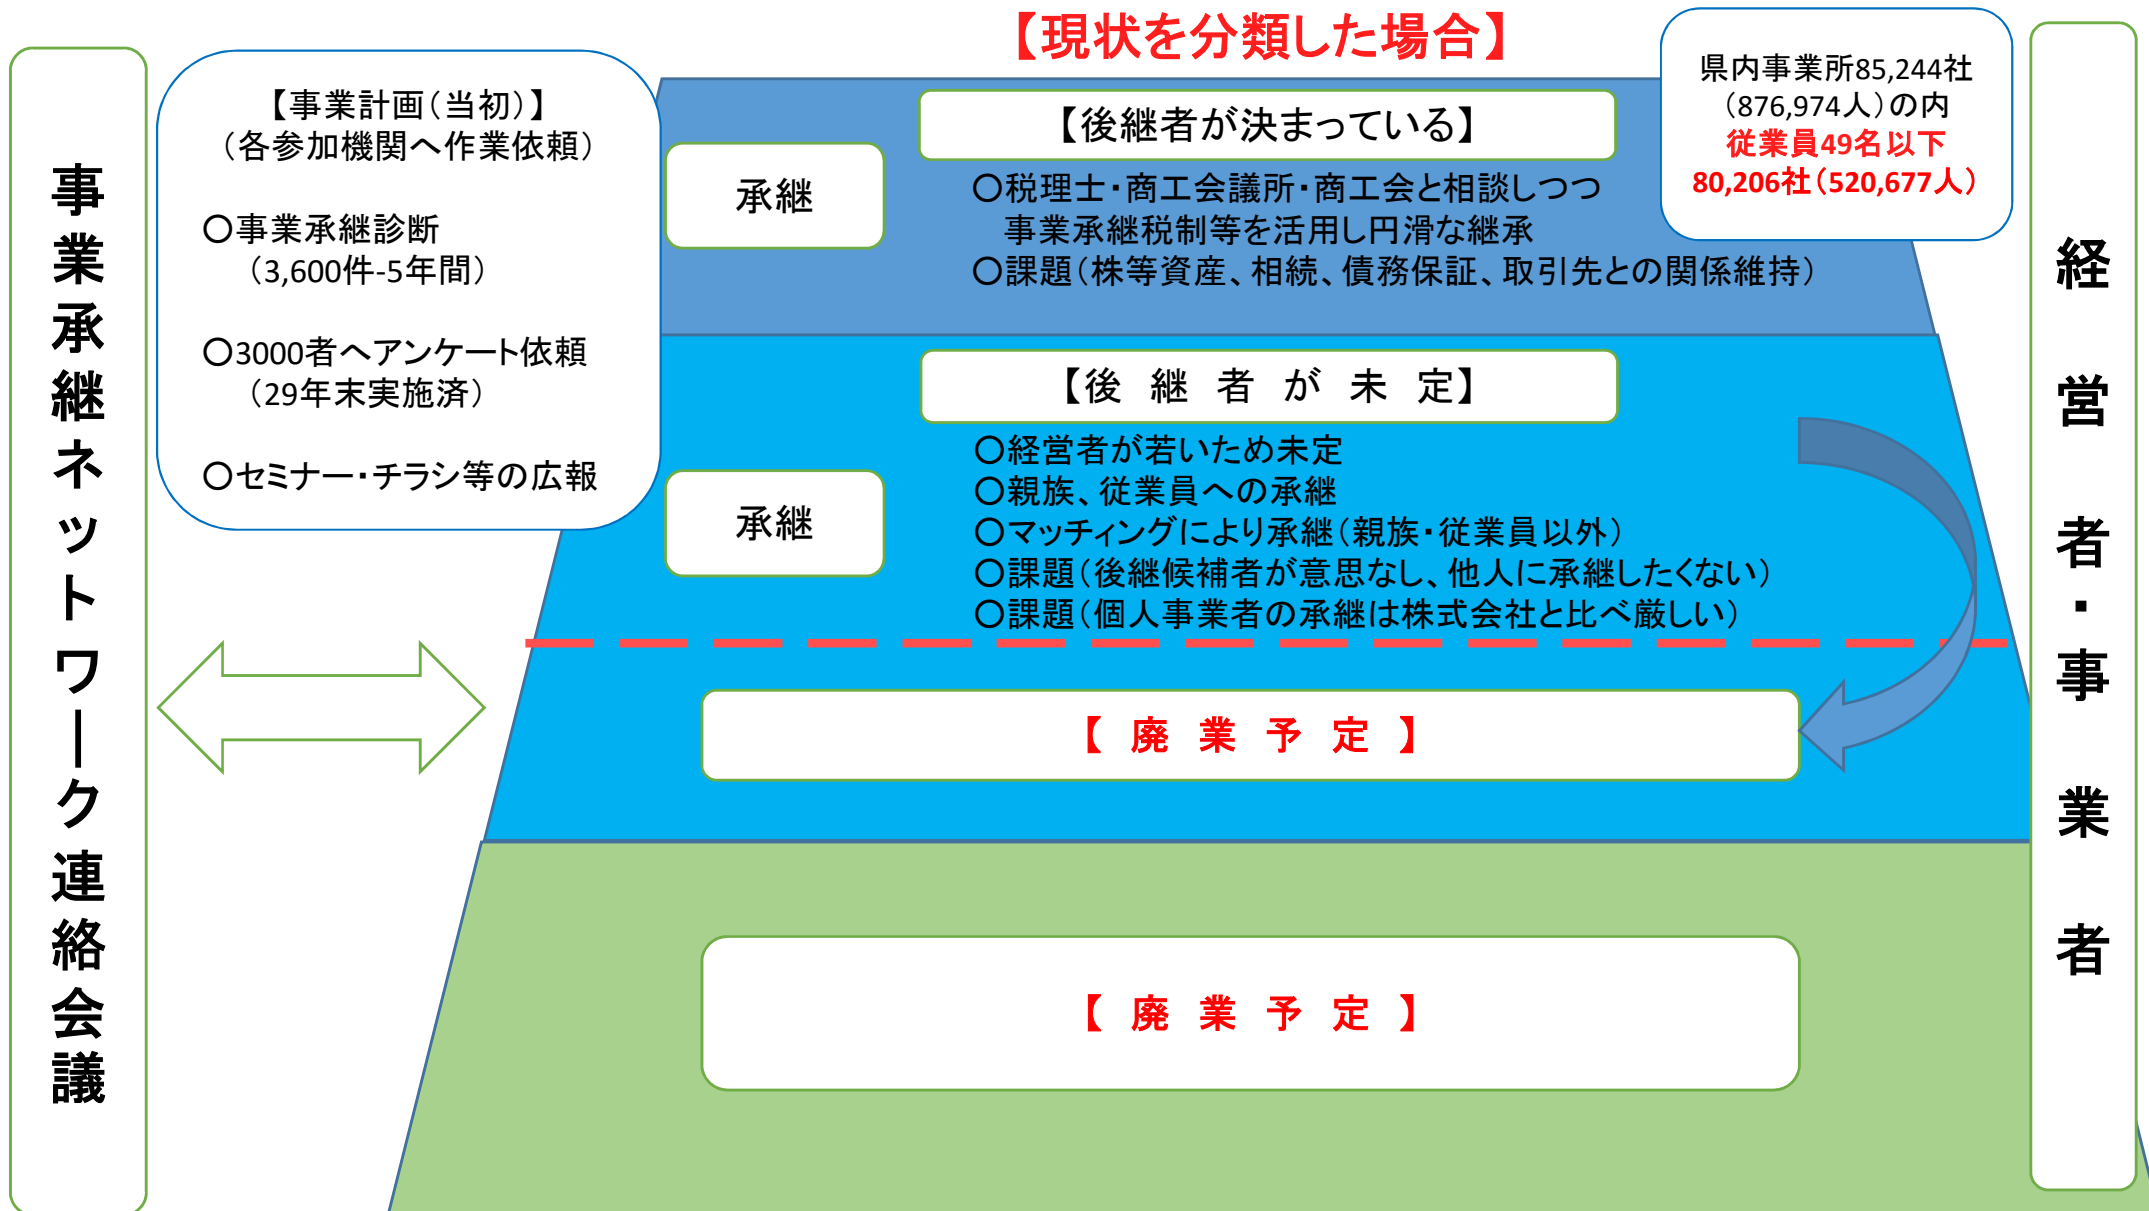 【現状を分類した場合】
事業承継ネットワーク連絡会議
【事業計画（当初）】
（各参加機関へ作業依頼）
〇事業承継診断
（3,600件-5年間）
〇3000者へアンケート依頼
（29年末実施済）
〇セミナー・チラシ等の広報
県内事業所85,244社
（876,974人）の内
従業員49名以下
80,206社（520,677人）
【後継者が決まっている】
承継
〇税理士・商工会議所・商工会と相談しつつ
事業承継税制等を活用し円滑な継承
〇課題（株等資産、相続、債務保証、取引先との関係維持）
【後 継 者 が 未 定】
承継
〇経営者が若いため未定
〇親族、従業員への承継
〇マッチィングにより承継（親族・従業員以外）
〇課題（後継候補者が意思なし、他人に承継したくない）
〇課題（個人事業者の承継は株式会社と比べ厳しい）
【 廃 業 予 定 】
【 廃 業 予 定 】
経営者・事業者